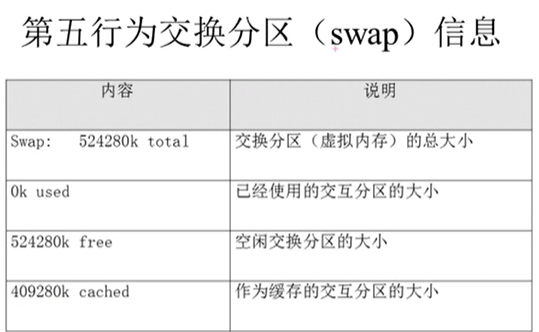 第五行为交换分区（swap）信息
内容 说明
Swap: 524280k total 交换分区（虚拟内存）的总大小
0k used 已经使用的交互分区的大小
524280k free 空闲交换分区的大小
409280k cached 作为缓存的交互分区的大小